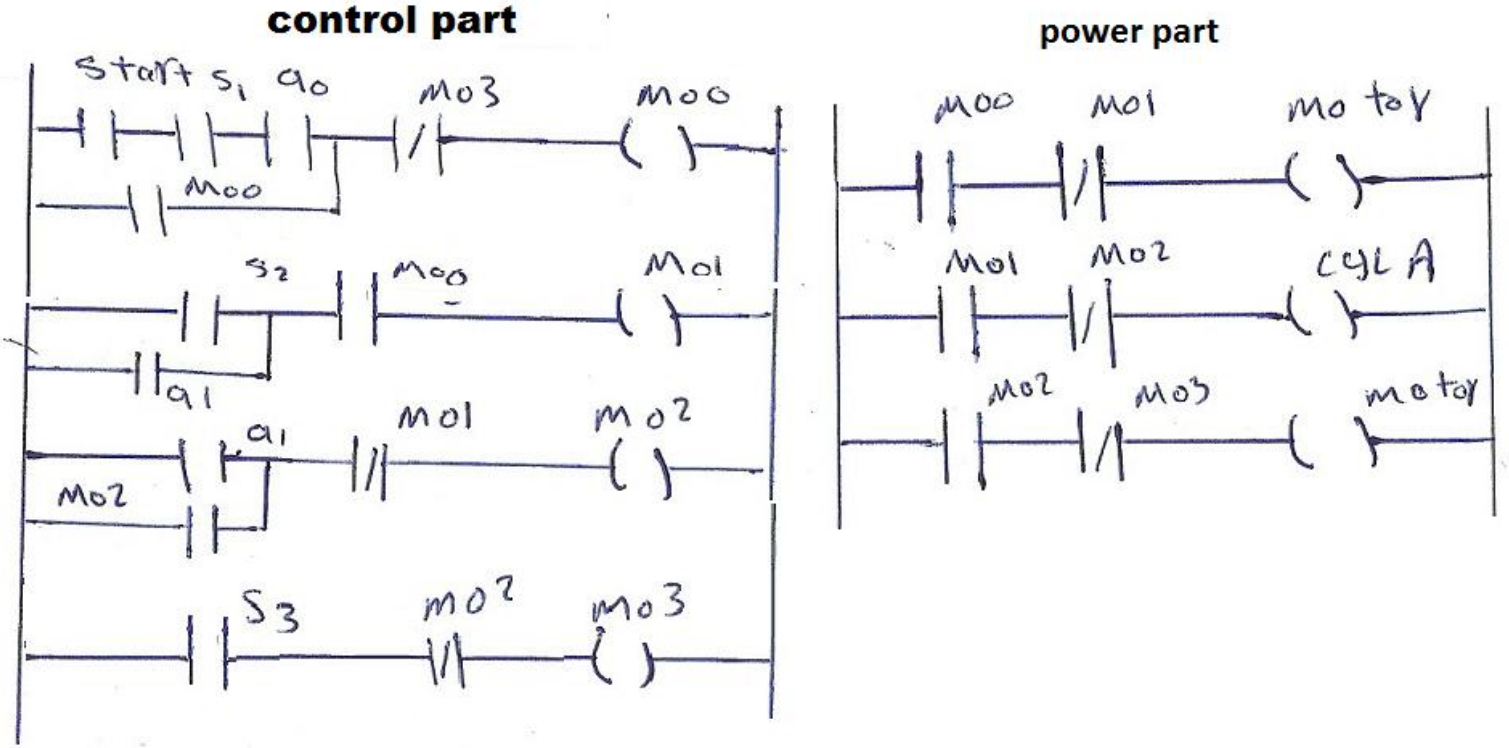 control part
start s1 a0 M03 M00
M00
s2 M00 M01
a1
a1 M01 M02
M02
S3 M02 M03
power part
M00 M01 motor
M01 M02 CYL A
M02 M03 motor